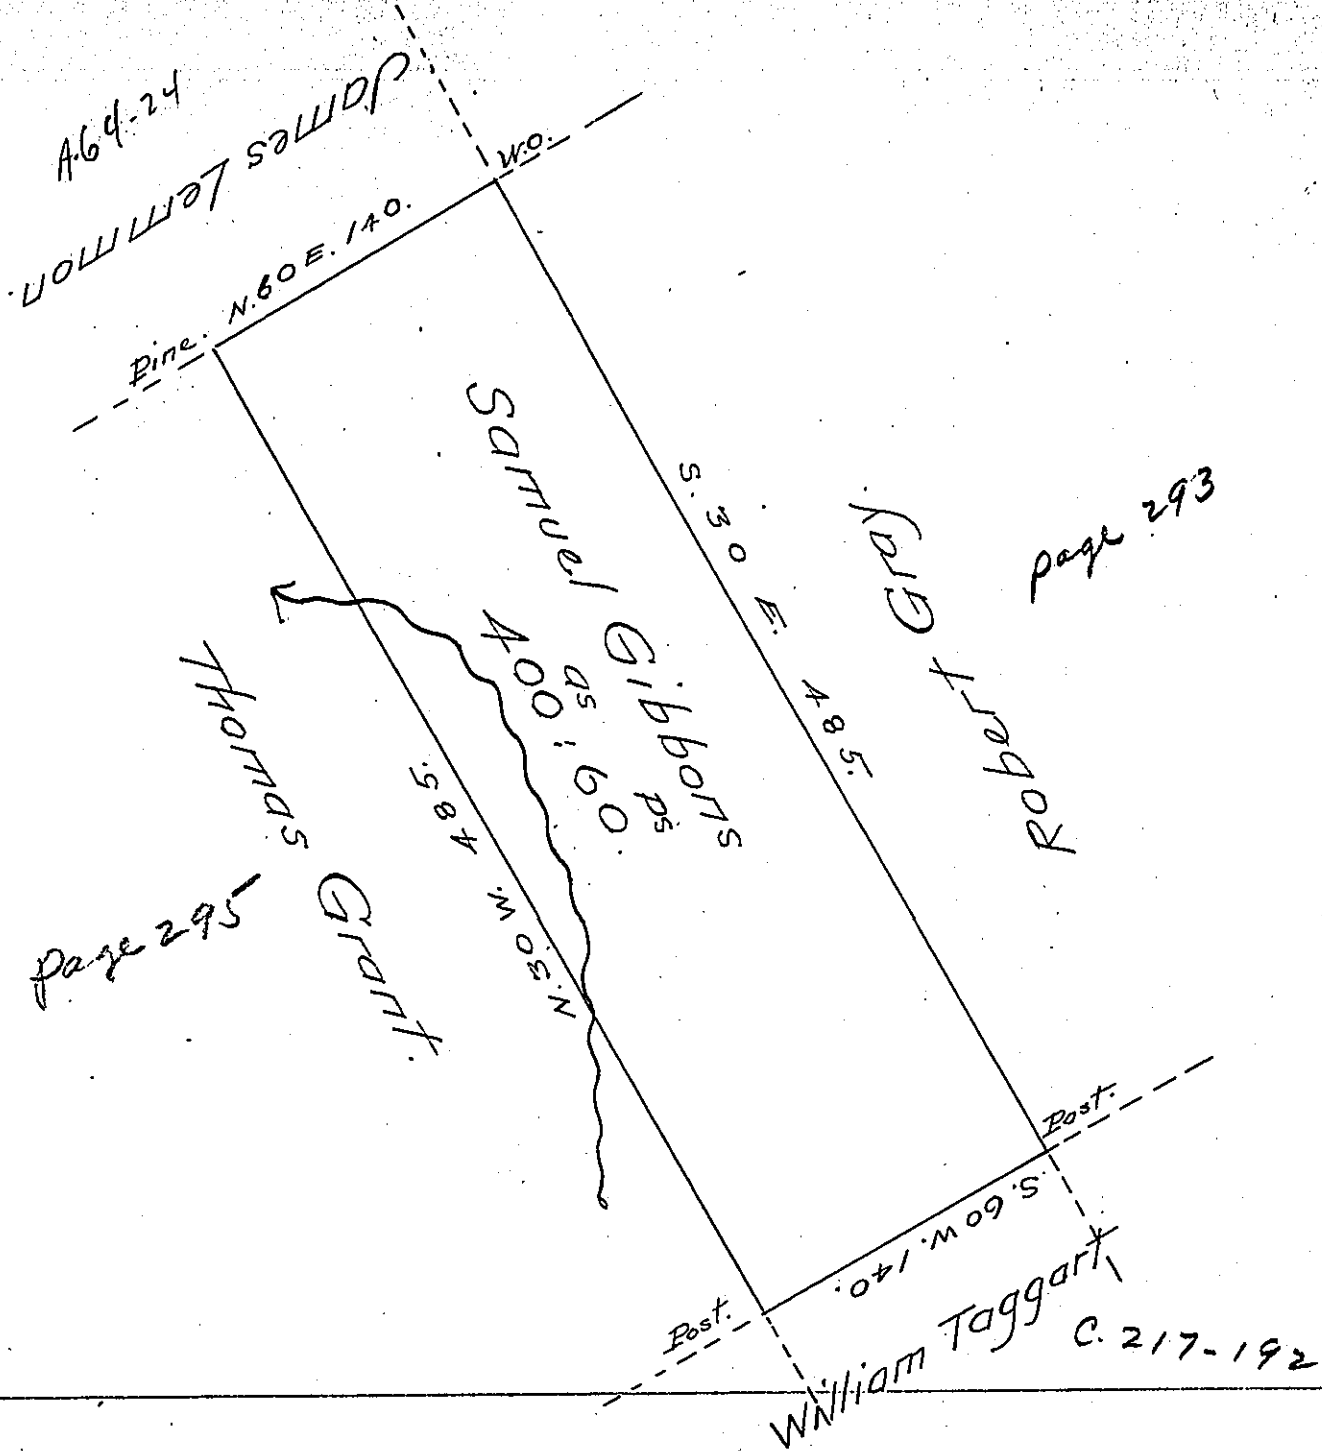 A.64-24
James Lemmon.
W.O.
N.60 E. 140.
Pine.
Samuel Gibbons
as ps
400 : 60.
S. 30 E. 485.
Robert Gray.
page 293
Thomas Grant.
page 295
N. 30 W. 485.
Post.
S. 60 W. 140.
Post.
William Taggart
C. 217-192